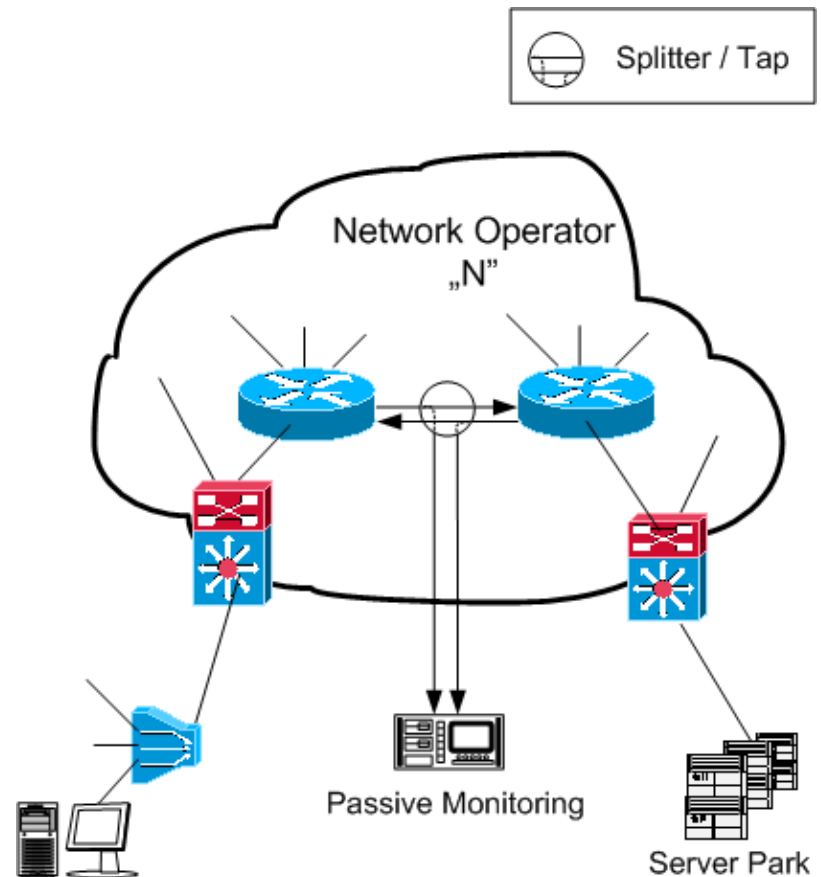 Splitter / Tap
Network Operator
„N”
Passive Monitoring
Server Park